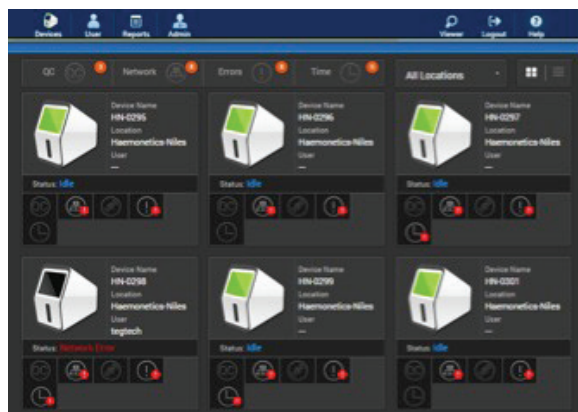 Devices User Reports Admin Viewer Logout Help
QC Network Errors Time All Locations
Device Name
HN-0295
Location
Haemonetics-Niles
User
—
Status: Idle
Device Name
HN-0296
Location
Haemonetics-Niles
User
—
Status: Idle
Device Name
HN-0297
Location
Haemonetics-Niles
User
—
Status: Idle
Device Name
HN-0298
Location
Haemonetics-Niles
User
tegtech
Status: Network Error
Device Name
HN-0299
Location
Haemonetics-Niles
User
—
Status: Idle
Device Name
HN-0301
Location
Haemonetics-Niles
User
—
Status: Idle